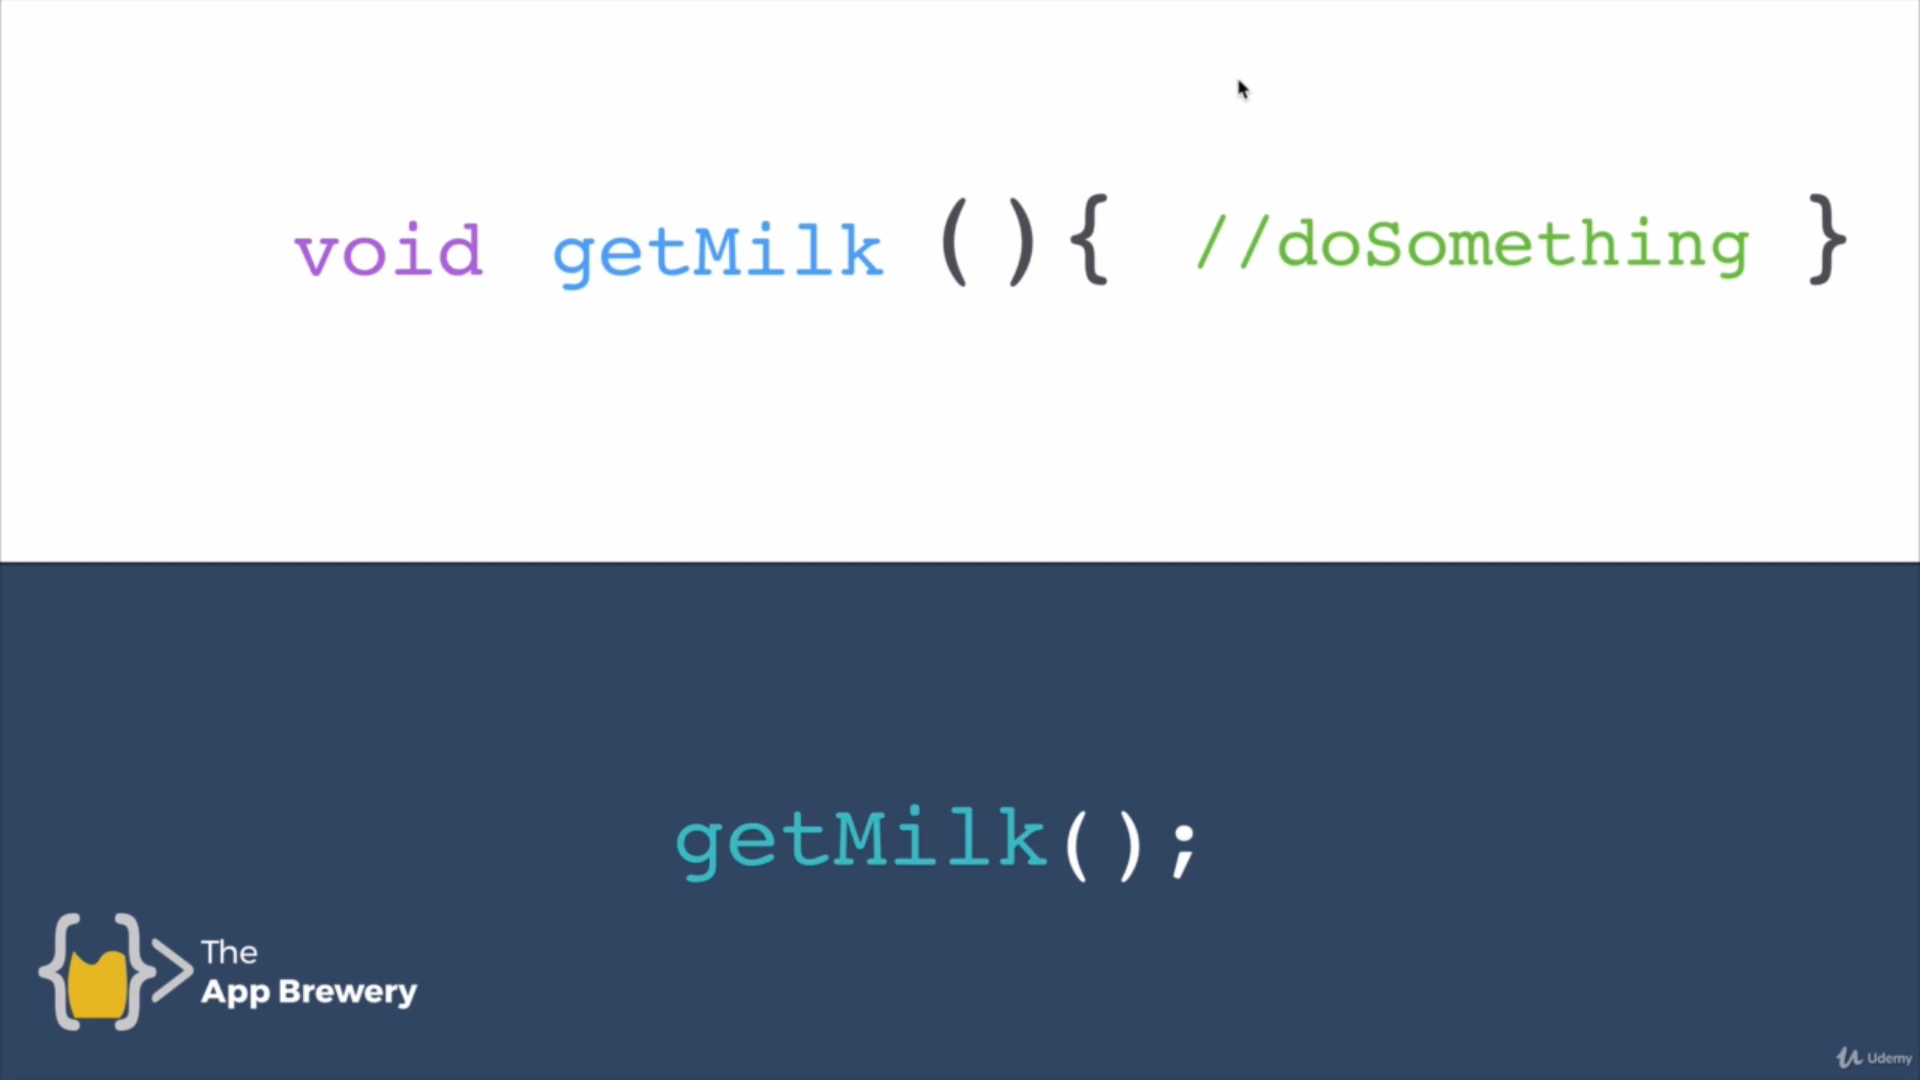 void getMilk (){ //doSomething }
getMilk();
The
App Brewery
Udemy